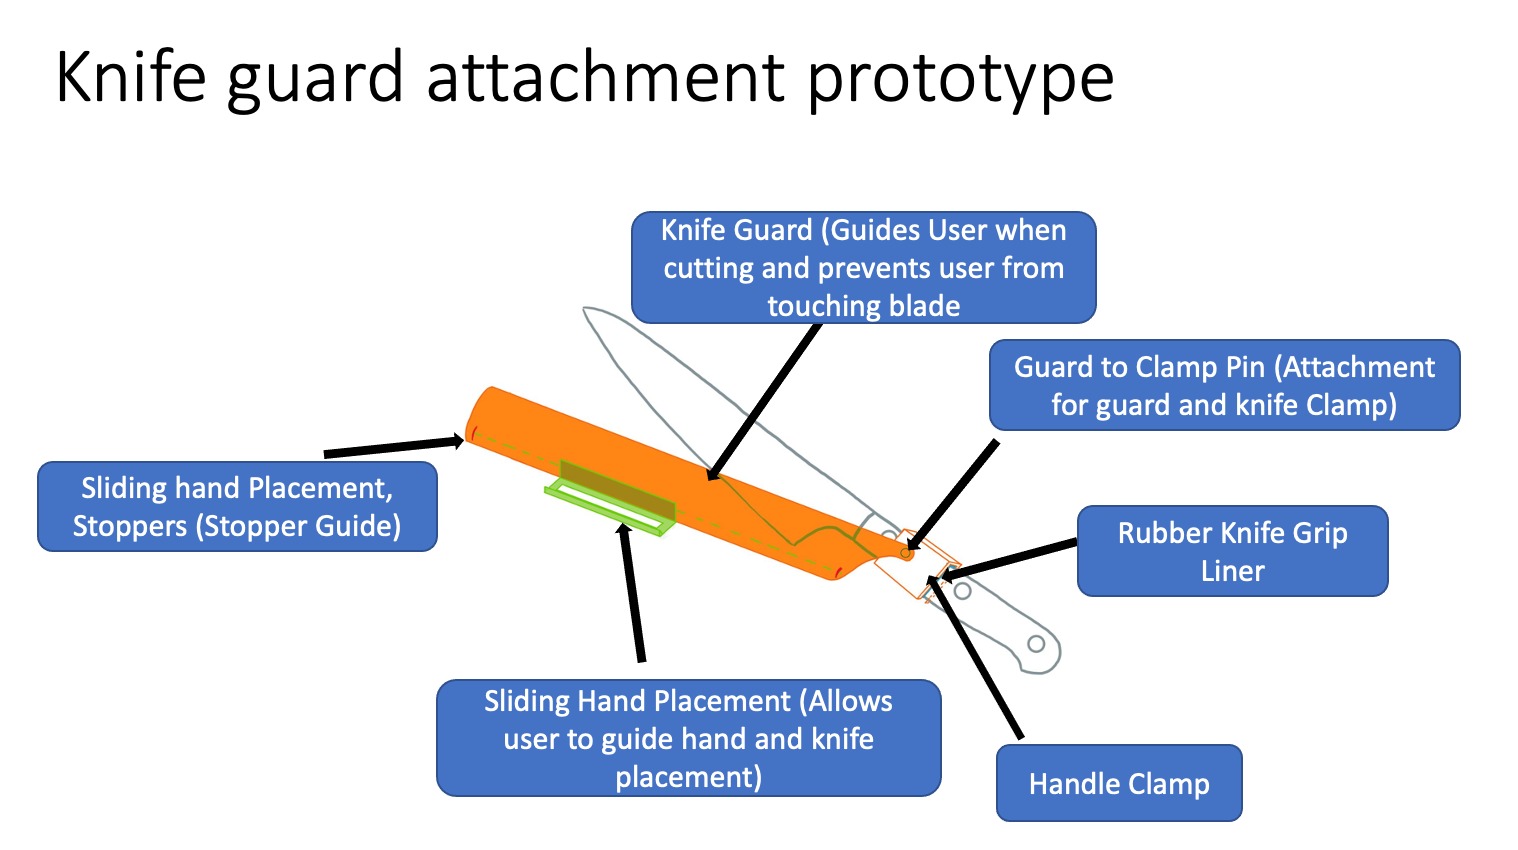 Knife guard attachment prototype
Knife Guard (Guides User when
cutting and prevents user from
touching blade
Guard to Clamp Pin (Attachment
for guard and knife Clamp)
Sliding hand Placement,
Stoppers (Stopper Guide)
Rubber Knife Grip
Liner
Sliding Hand Placement (Allows
user to guide hand and knife
placement)
Handle Clamp